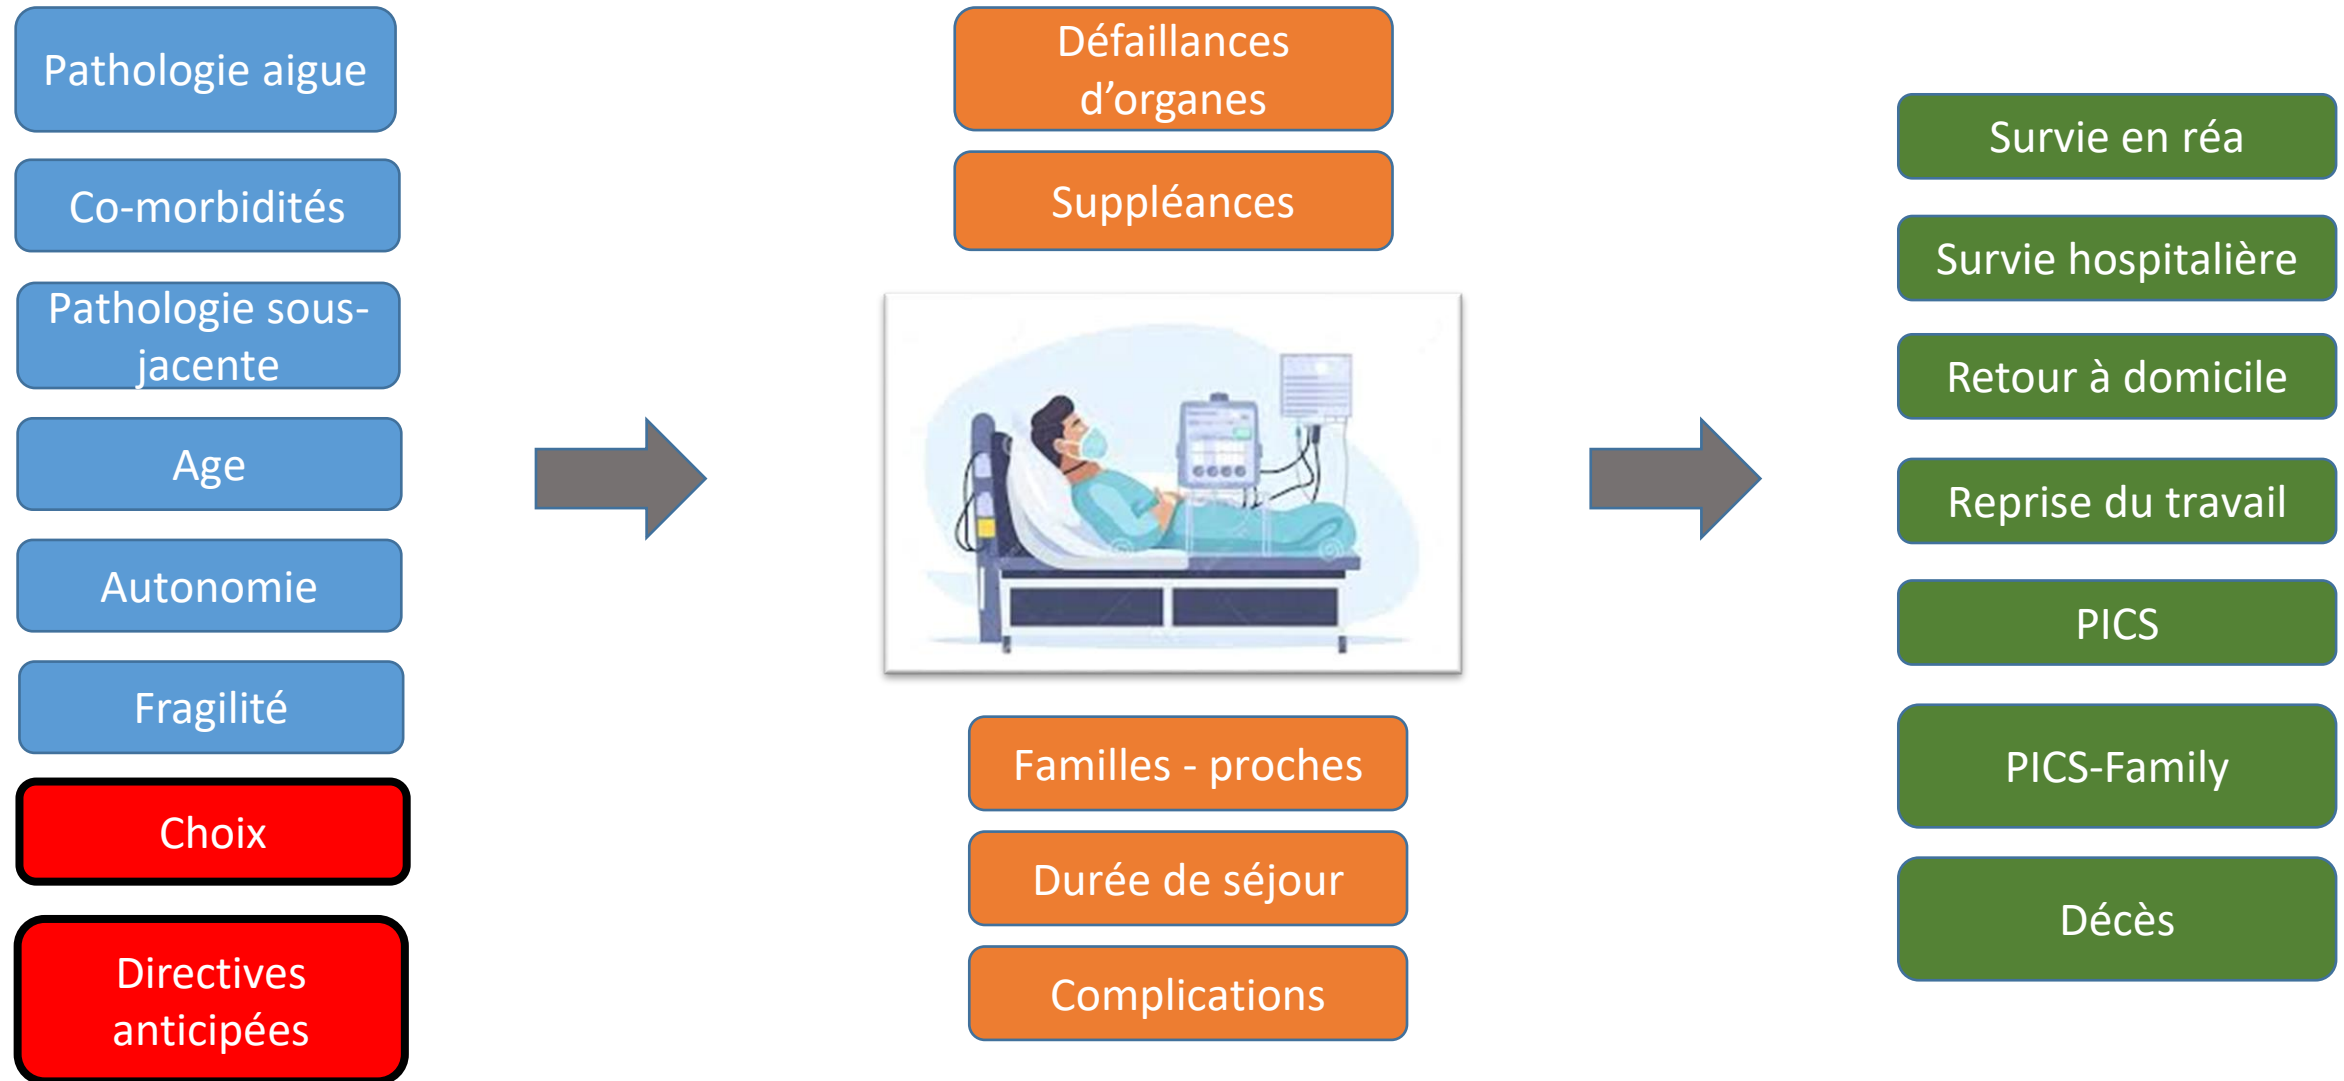 Pathologie aigue
Co-morbidités
Pathologie sous-
jacente
Age
Autonomie
Fragilité
Choix
Directives
anticipées
Défaillances
d’organes
Suppléances
Familles - proches
Durée de séjour
Complications
Survie en réa
Survie hospitalière
Retour à domicile
Reprise du travail
PICS
PICS-Family
Décès